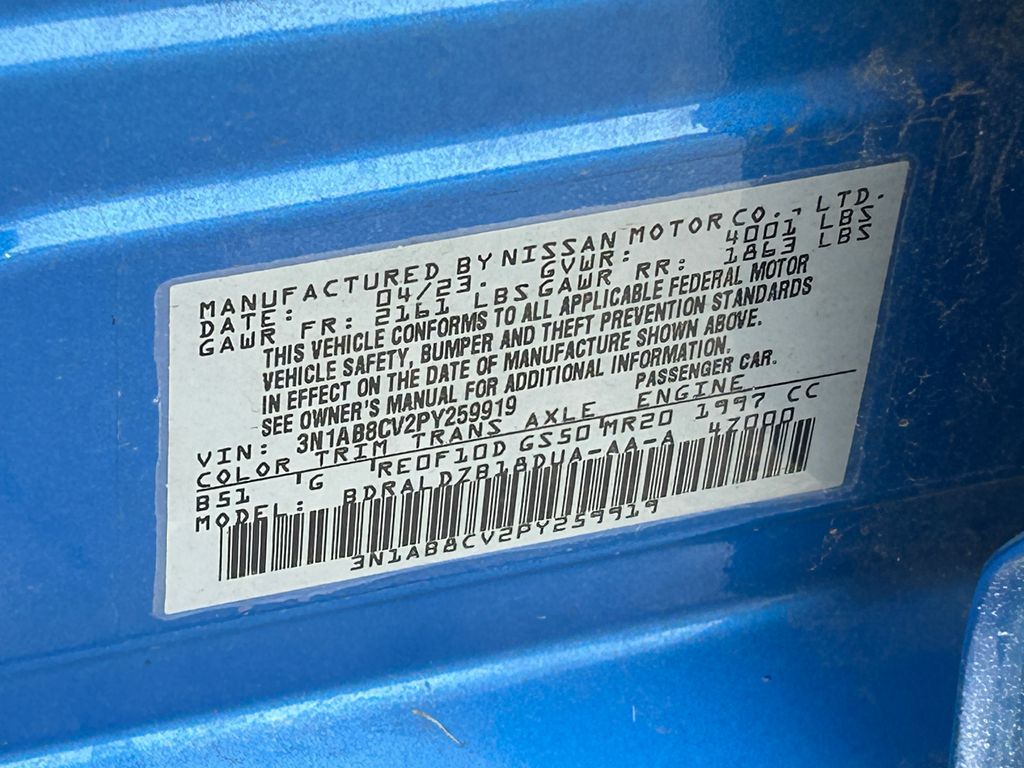 MANUFACTURED BY NISSAN MOTOR CO., LTD.
DATE: 04/23. GVWR: 4001 LBS
GAWR FR: 2161 LBS GAWR RR: 1863 LBS
THIS VEHICLE CONFORMS TO ALL APPLICABLE FEDERAL MOTOR
VEHICLE SAFETY, BUMPER AND THEFT PREVENTION STANDARDS
IN EFFECT ON THE DATE OF MANUFACTURE SHOWN ABOVE.
SEE OWNER'S MANUAL FOR ADDITIONAL INFORMATION.
VIN: 3N1AB8CV2PY259919 PASSENGER CAR.
COLOR TRIM TRANS AXLE ENGINE
B51 G RE0F10D GS50 MR20 1997 CC
MODEL: BDRALDZB18DUA-AA-A 47000
3N1AB8CV2PY259919